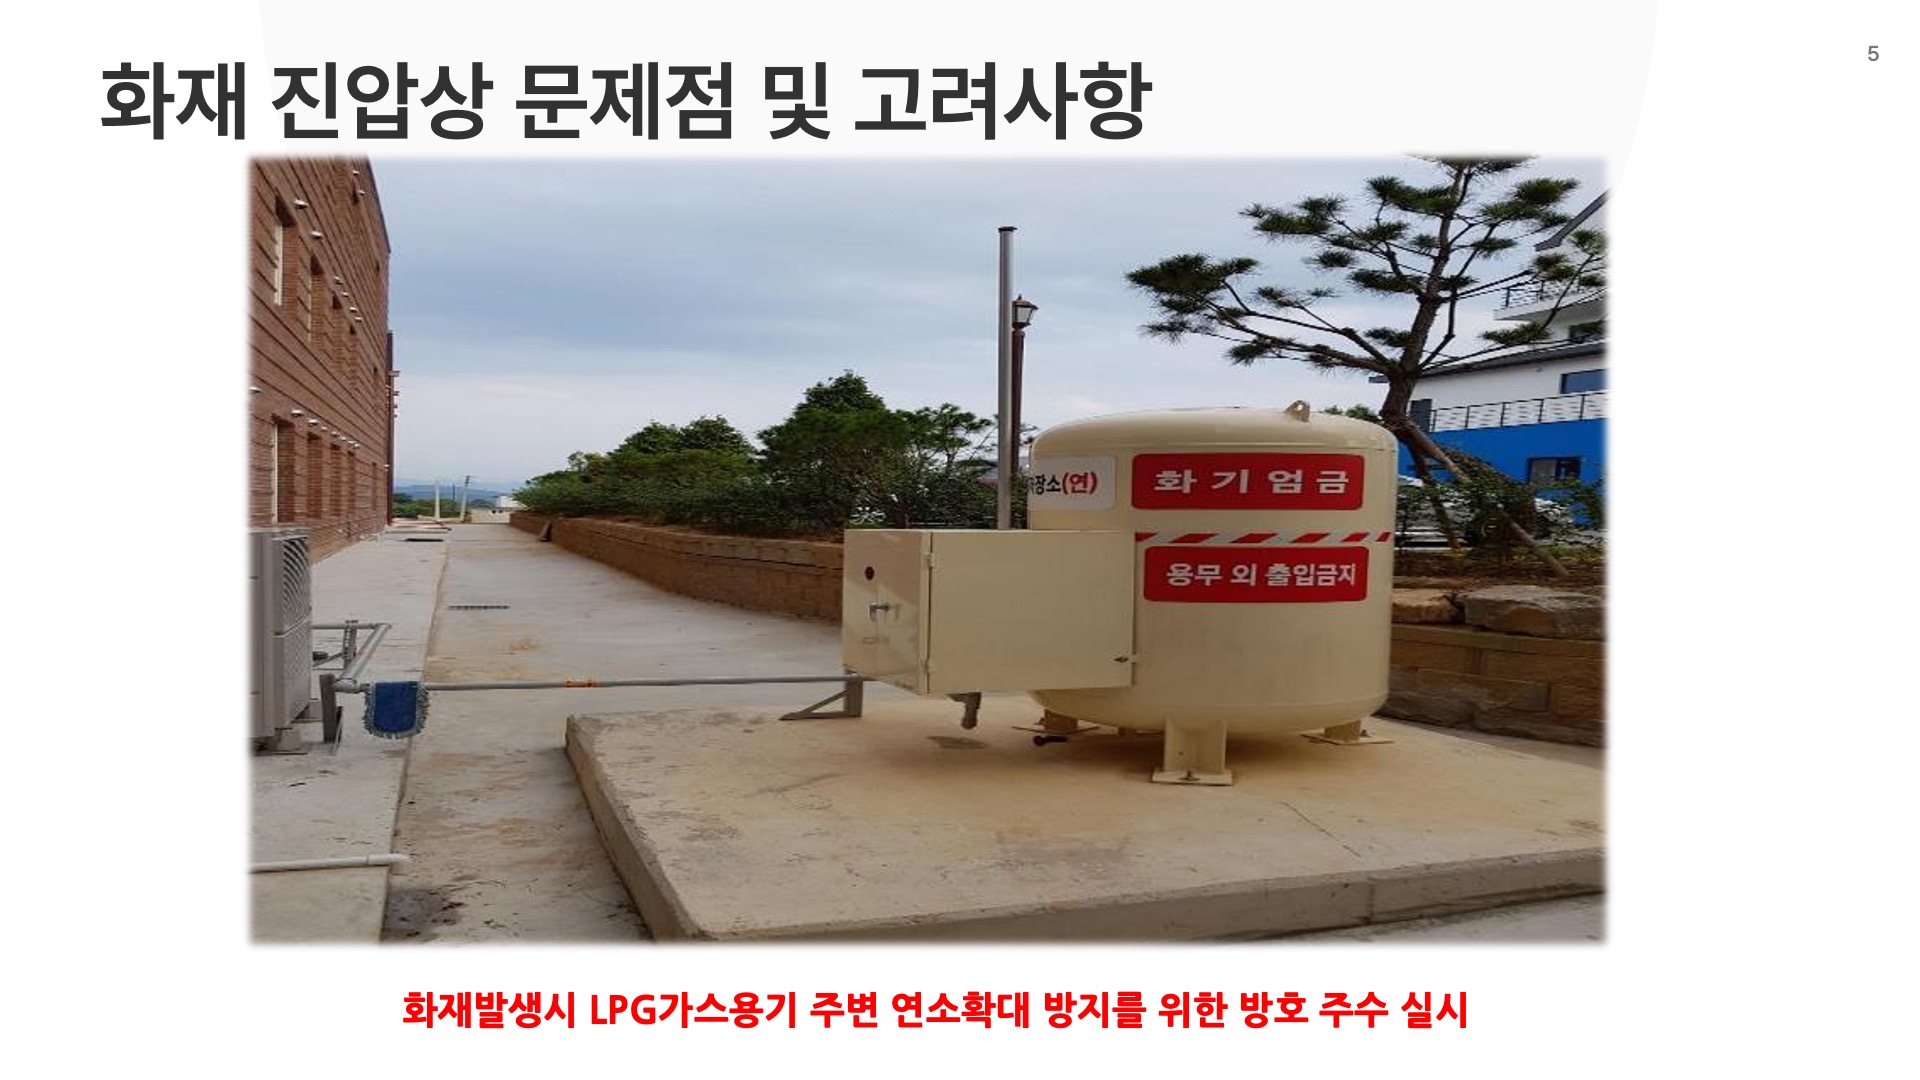 5
화재 진압상 문제점 및 고려사항
장소(연)
화기엄금
용무 외 출입금지
화재발생시 LPG가스용기 주변 연소확대 방지를 위한 방호 주수 실시